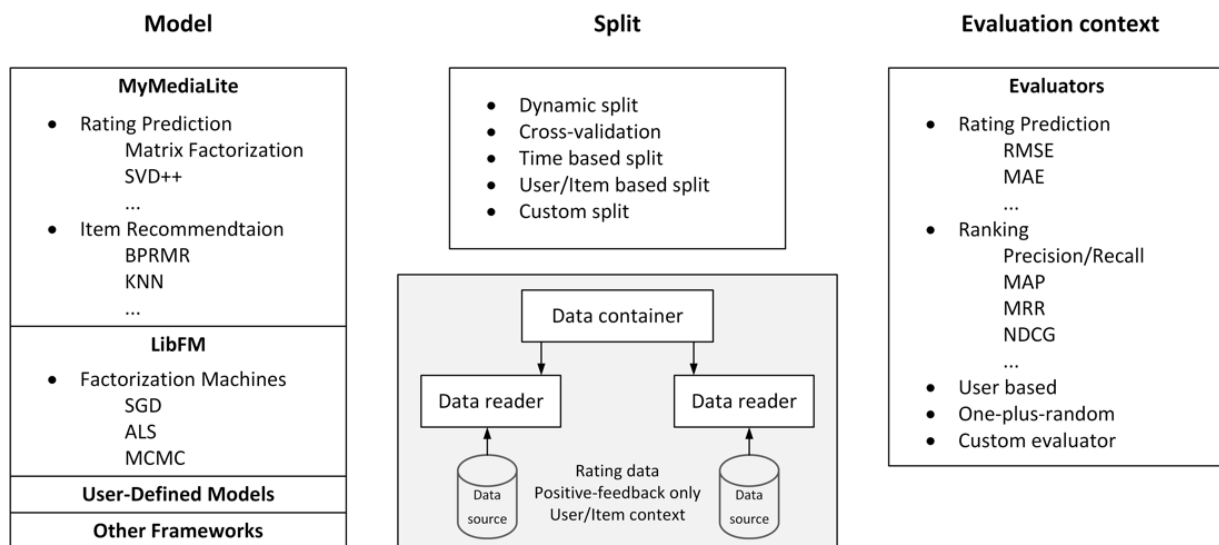 Model
MyMediaLite
● Rating Prediction
Matrix Factorization
SVD++
...
● Item Recommendtaion
BPRMR
KNN
...
LibFM
● Factorization Machines
SGD
ALS
MCMC
User-Defined Models
Other Frameworks
Split
● Dynamic split
● Cross-validation
● Time based split
● User/Item based split
● Custom split
Data container
Data reader
Data reader
Data
source
Rating data
Positive-feedback only
User/Item context
Data
source
Evaluation context
Evaluators
● Rating Prediction
RMSE
MAE
...
● Ranking
Precision/Recall
MAP
MRR
NDCG
...
● User based
● One-plus-random
● Custom evaluator